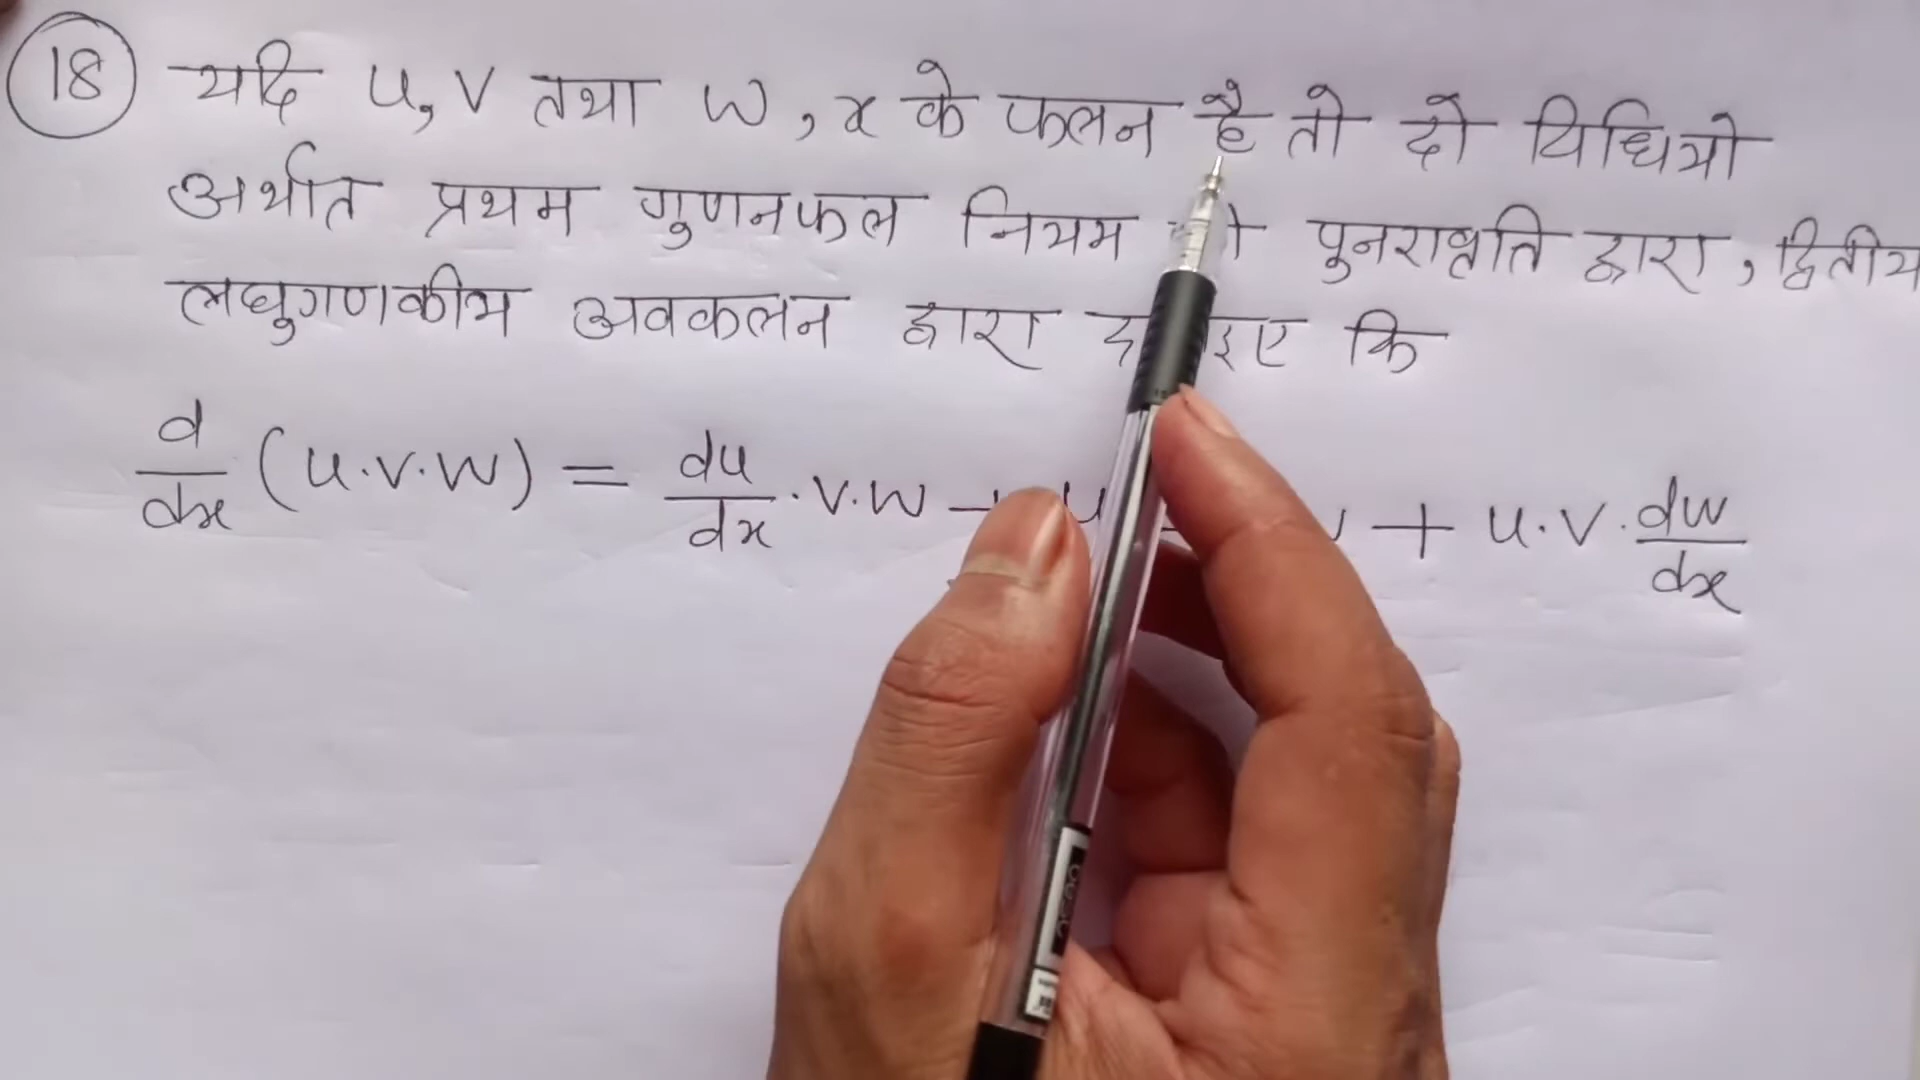 18 यदि u, v तथा w, x के फलन है तो दो विधियो
अर्थात प्रथम गुणनफल नियम पुनरावृति द्वारा, द्वितीय
लघुगणकीय अवकलन द्वारा कि
d/dx (u.v.w) = du/dx .v.w + u w + u.v. dw/dx